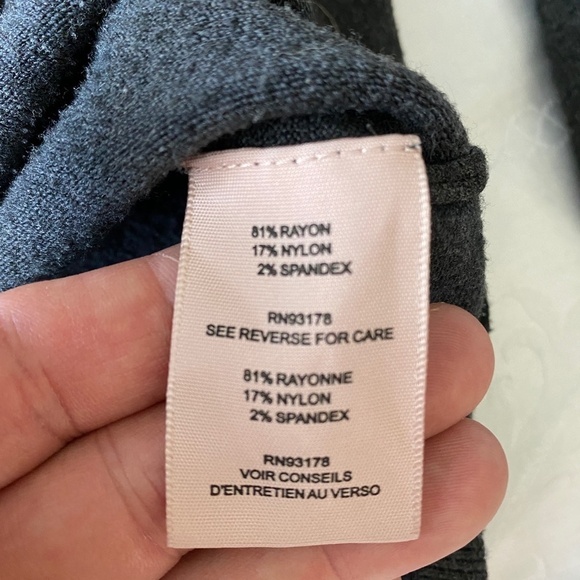 81% RAYON
17% NYLON
2% SPANDEX
RN93178
SEE REVERSE FOR CARE
81% RAYONNE
17% NYLON
2% SPANDEX
RN93178
VOIR CONSEILS
D'ENTRETIEN AU VERSO